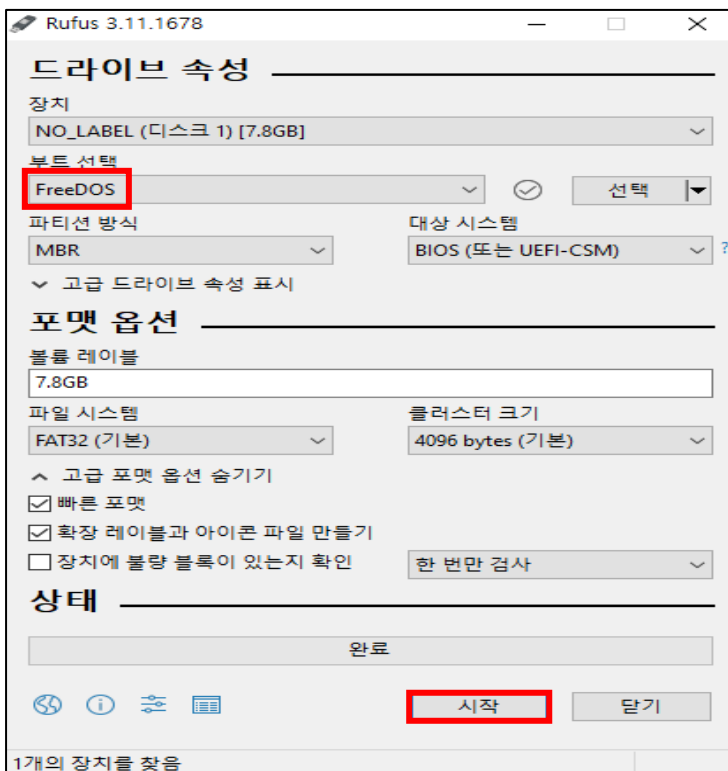 Rufus 3.11.1678
드라이브 속성
장치
NO_LABEL (디스크 1) [7.8GB]
부트 선택
FreeDOS
선택
파티션 방식
대상 시스템
MBR
BIOS (또는 UEFI-CSM)
?
고급 드라이브 속성 표시
포맷 옵션
볼륨 레이블
7.8GB
파일 시스템
클러스터 크기
FAT32 (기본)
4096 bytes (기본)
고급 포맷 옵션 숨기기
빠른 포맷
확장 레이블과 아이콘 파일 만들기
장치에 불량 블록이 있는지 확인
한 번만 검사
상태
완료
시작
닫기
1개의 장치를 찾음